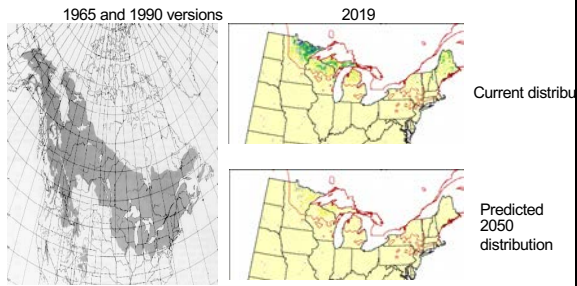 1965 and 1990 versions
2019
Current distribu
Predicted
2050
distribution